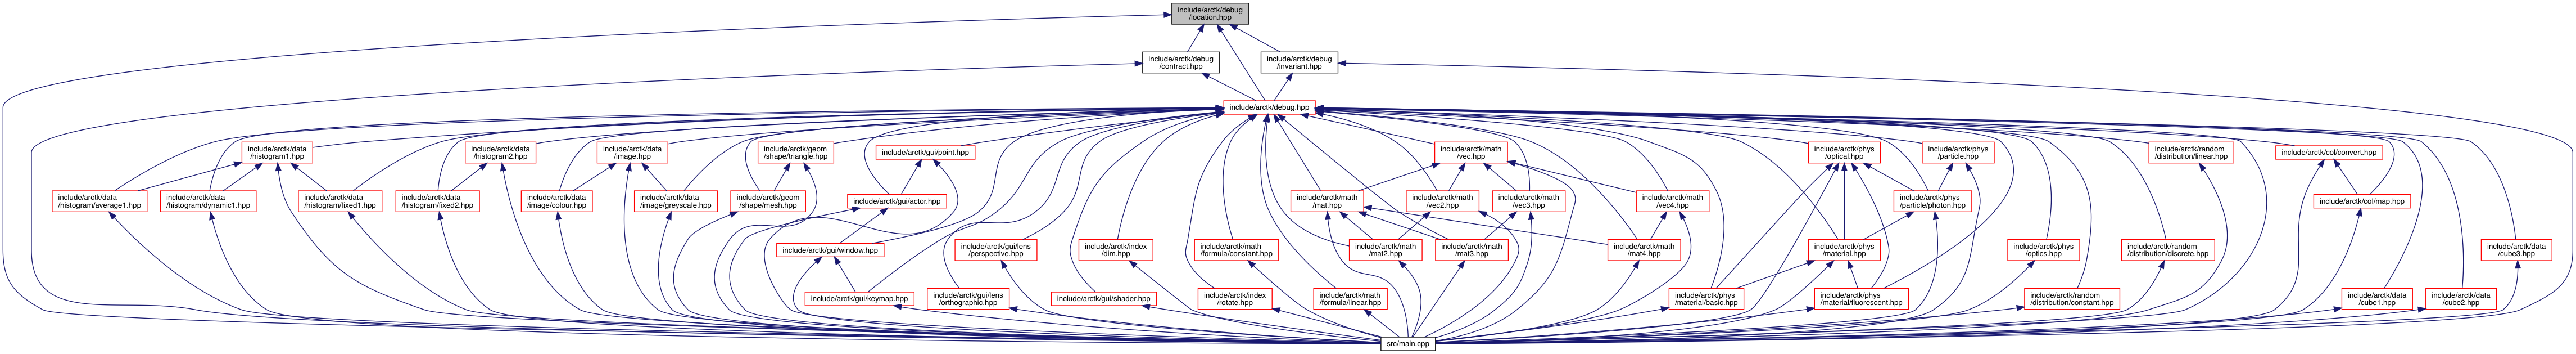 include/arctk/debug
/location.hpp
include/arctk/debug
/contract.hpp
include/arctk/debug
/invariant.hpp
include/arctk/debug.hpp
include/arctk/data
/histogram1.hpp
include/arctk/data
/histogram2.hpp
include/arctk/data
/image.hpp
include/arctk/geom
/shape/triangle.hpp
include/arctk/gui/point.hpp
include/arctk/math
/vec.hpp
include/arctk/phys
/optical.hpp
include/arctk/phys
/particle.hpp
include/arctk/random
/distribution/linear.hpp
include/arctk/col/convert.hpp
include/arctk/data
/histogram/average1.hpp
include/arctk/data
/histogram/dynamic1.hpp
include/arctk/data
/histogram/fixed1.hpp
include/arctk/data
/histogram/fixed2.hpp
include/arctk/data
/image/colour.hpp
include/arctk/data
/image/greyscale.hpp
include/arctk/geom
/shape/mesh.hpp
include/arctk/gui/actor.hpp
include/arctk/math
/mat.hpp
include/arctk/math
/vec2.hpp
include/arctk/math
/vec3.hpp
include/arctk/math
/vec4.hpp
include/arctk/phys
/particle/photon.hpp
include/arctk/col/map.hpp
include/arctk/gui/window.hpp
include/arctk/gui/lens
/perspective.hpp
include/arctk/index
/dim.hpp
include/arctk/math
/formula/constant.hpp
include/arctk/math
/mat2.hpp
include/arctk/math
/mat3.hpp
include/arctk/math
/mat4.hpp
include/arctk/phys
/material.hpp
include/arctk/phys
/optics.hpp
include/arctk/random
/distribution/discrete.hpp
include/arctk/data
/cube3.hpp
include/arctk/gui/keymap.hpp
include/arctk/gui/lens
/orthographic.hpp
include/arctk/gui/shader.hpp
include/arctk/index
/rotate.hpp
include/arctk/math
/formula/linear.hpp
include/arctk/phys
/material/basic.hpp
include/arctk/phys
/material/fluorescent.hpp
include/arctk/random
/distribution/constant.hpp
include/arctk/data
/cube1.hpp
include/arctk/data
/cube2.hpp
src/main.cpp